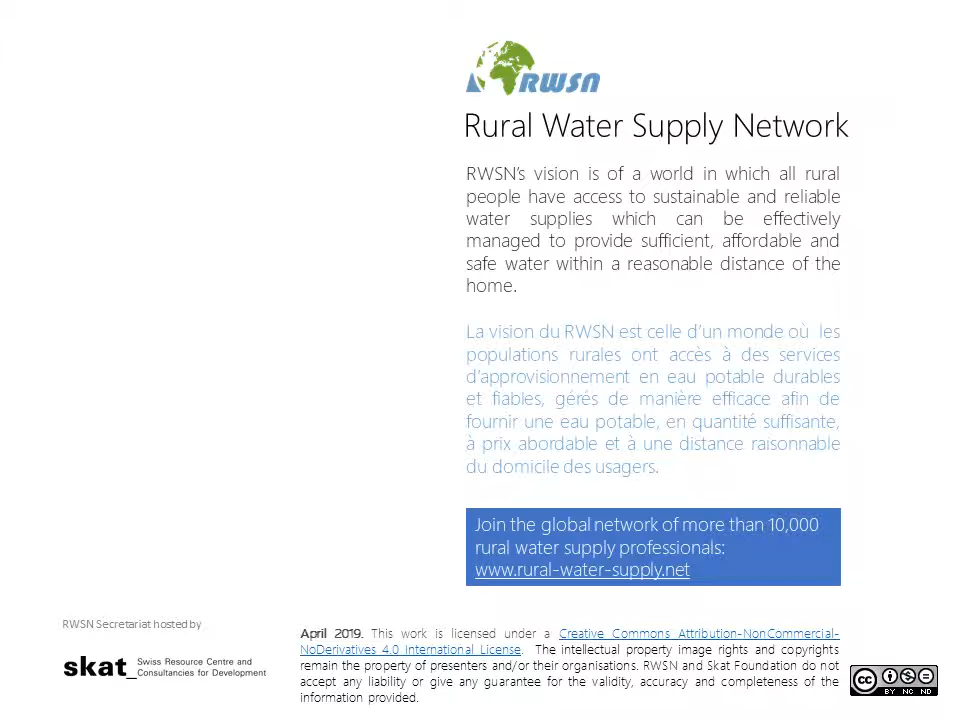 RWSN
Rural Water Supply Network
RWSN's vision is of a world in which all rural
people have access to sustainable and reliable
water supplies which can be effectively
managed to provide sufficient, affordable and
safe water within a reasonable distance of the
home.
La vision du RWSN est celle d'un monde où les
populations rurales ont accès à des services
d'approvisionnement en eau potable durables
et fiables, gérés de manière efficace afin de
fournir une eau potable, en quantité suffisante,
à prix abordable et à une distance raisonnable
du domicile des usagers.
Join the global network of more than 10,000
rural water supply professionals:
www.rural-water-supply.net
RWSN Secretariat hosted by
skat_ Swiss Resource Centre and
Consultancies for Development
April 2019. This work is licensed under a Creative Commons Attribution-NonCommercial-
NoDerivatives 4.0 International License. The intellectual property image rights and copyrights
remain the property of presenters and/or their organisations. RWSN and Skat Foundation do not
accept any liability or give any guarantee for the validity, accuracy and completeness of the
information provided.
cc
BY NC ND